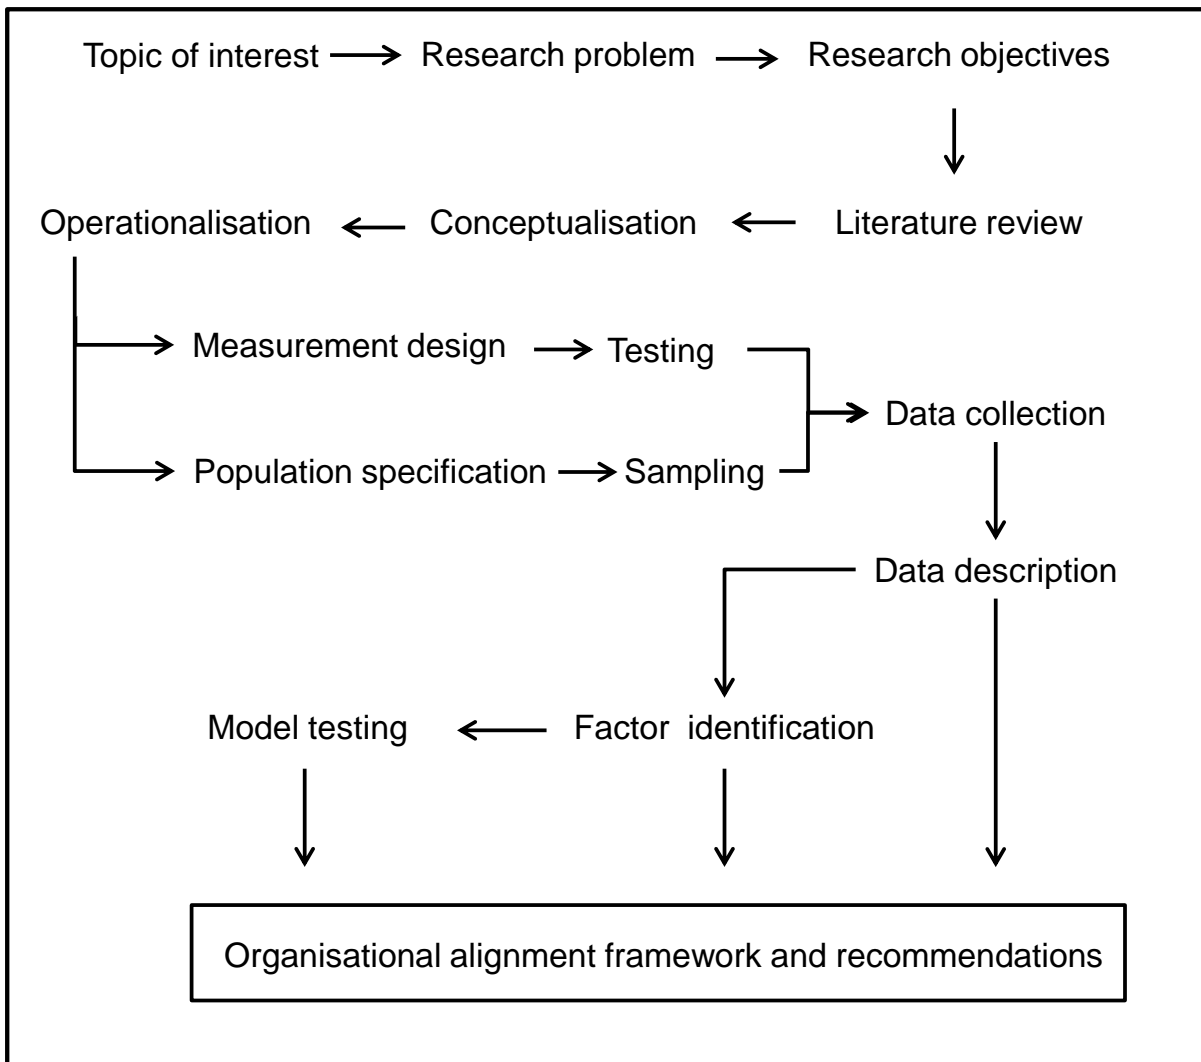 Topic of interest
Research problem
Research objectives
Operationalisation
Conceptualisation
Literature review
Measurement design
Testing
Data collection
Population specification
Sampling
Data description
Model testing
Factor identification
Organisational alignment framework and recommendations